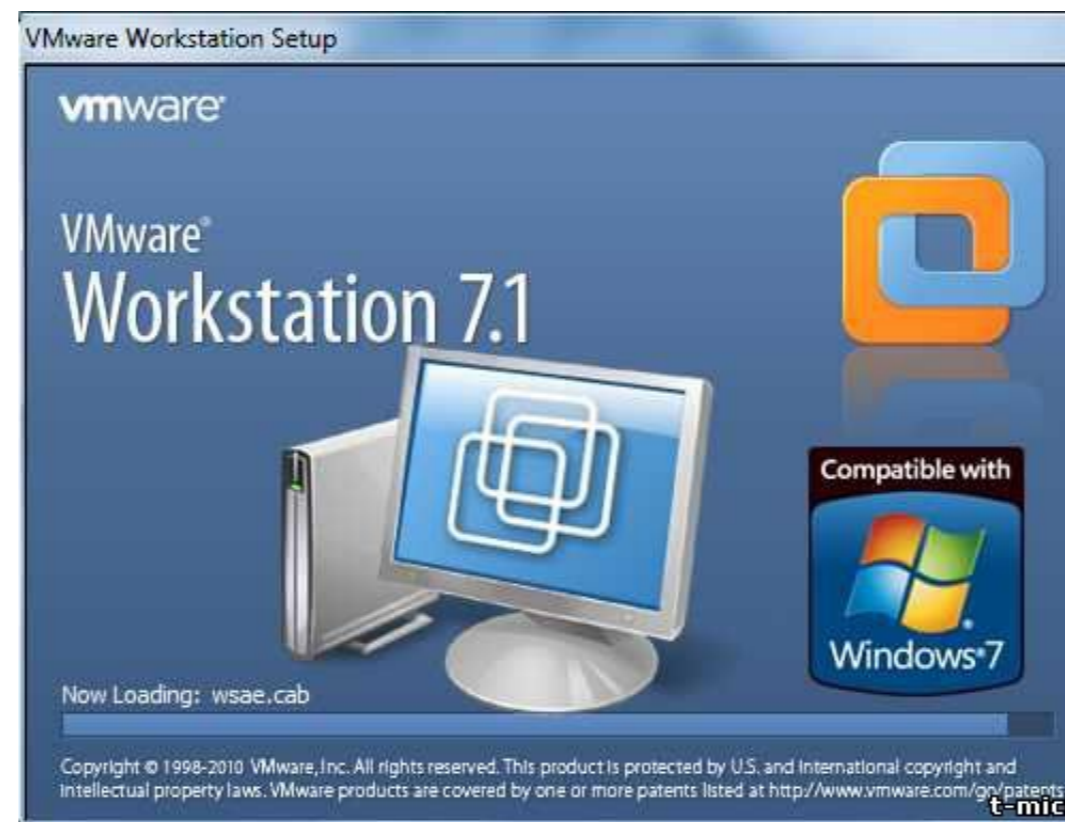 VMware Workstation Setup
vmware®
VMware®
Workstation 7.1
Compatible with
Windows®7
Now Loading: wsae.cab
Copyright © 1998-2010 VMware, Inc. All rights reserved. This product is protected by U.S. and International copyright and
intellectual property laws. VMware products are covered by one or more patents listed at http://www.vmware.com/go/patents
t-mic